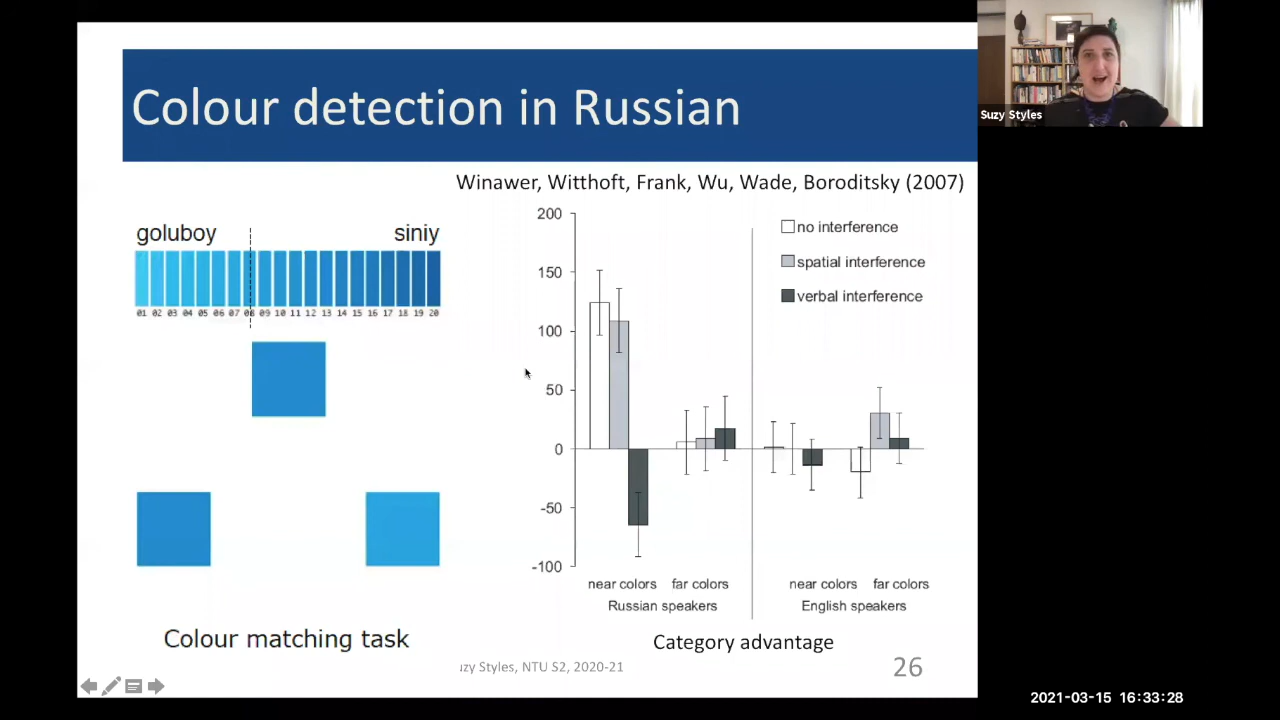 Colour detection in Russian
Suzy Styles
Winawer, Witthoft, Frank, Wu, Wade, Boroditsky (2007)
goluboy siniy
01 02 03 04 05 06 07 08 09 10 11 12 13 14 15 16 17 18 19 20
Colour matching task
200
150
100
50
0
-50
-100
no interference
spatial interference
verbal interference
near colors far colors near colors far colors
Russian speakers English speakers
Category advantage
uzy Styles, NTU S2, 2020-21
26
2021-03-15 16:33:28